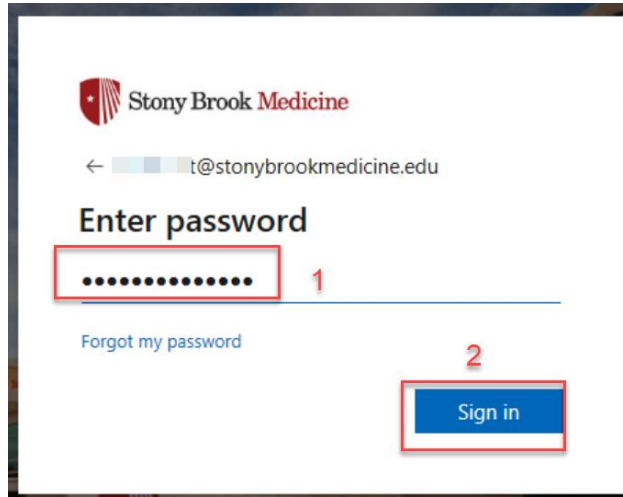 Stony Brook Medicine
← t@stonybrookmedicine.edu
Enter password
•••••••••••••• 1
Forgot my password
2
Sign in